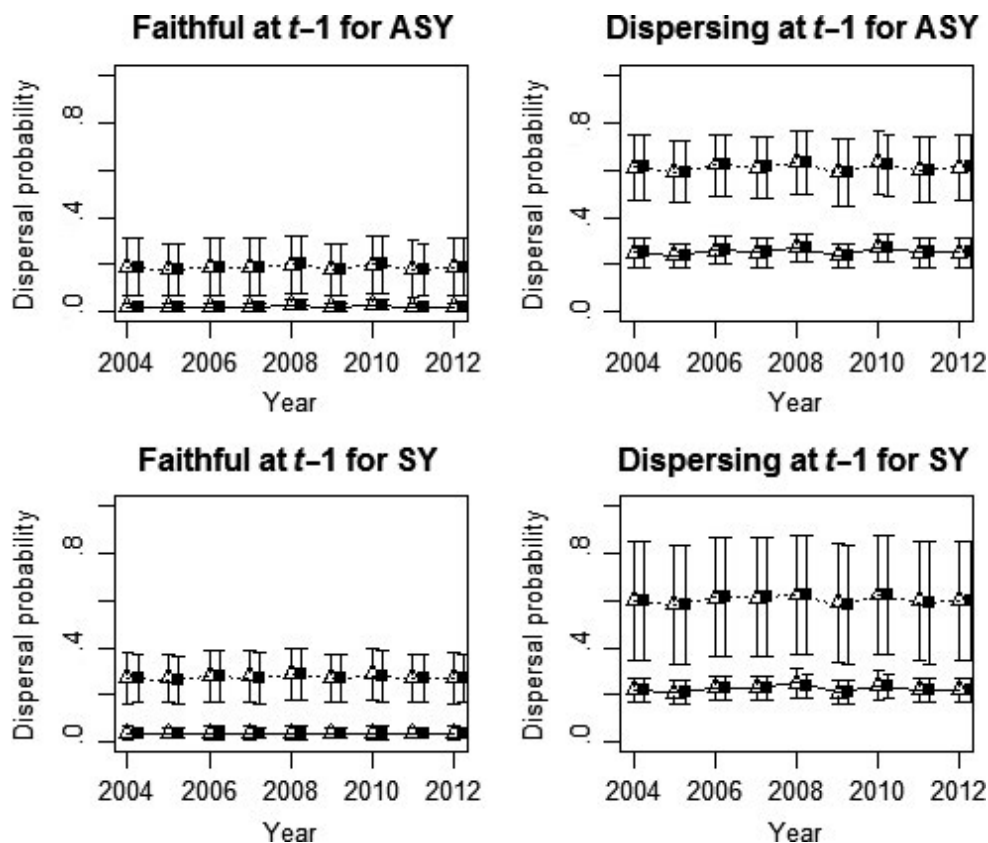 Faithful at t–1 for ASY
Dispersal probability
.0 .4 .8
2004 2006 2008 2010 2012
Year
Dispersing at t–1 for ASY
Dispersal probability
.0 .4 .8
2004 2006 2008 2010 2012
Year
Faithful at t–1 for SY
Dispersal probability
.0 .4 .8
2004 2006 2008 2010 2012
Year
Dispersing at t–1 for SY
Dispersal probability
.0 .4 .8
2004 2006 2008 2010 2012
Year